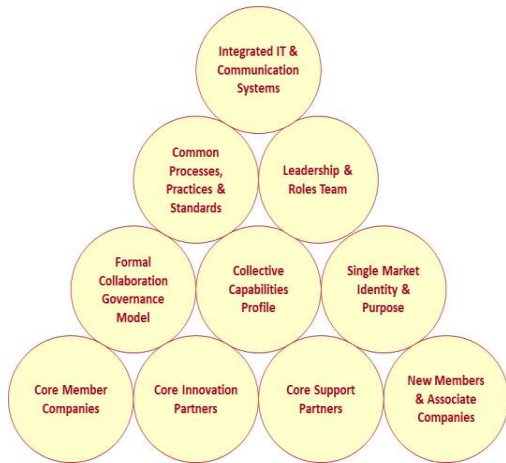 Integrated IT &
Communication
Systems
Common
Processes,
Practices &
Standards
Leadership &
Roles Team
Formal
Collaboration
Governance
Model
Collective
Capabilities
Profile
Single Market
Identity &
Purpose
Core Member
Companies
Core Innovation
Partners
Core Support
Partners
New Members
& Associate
Companies